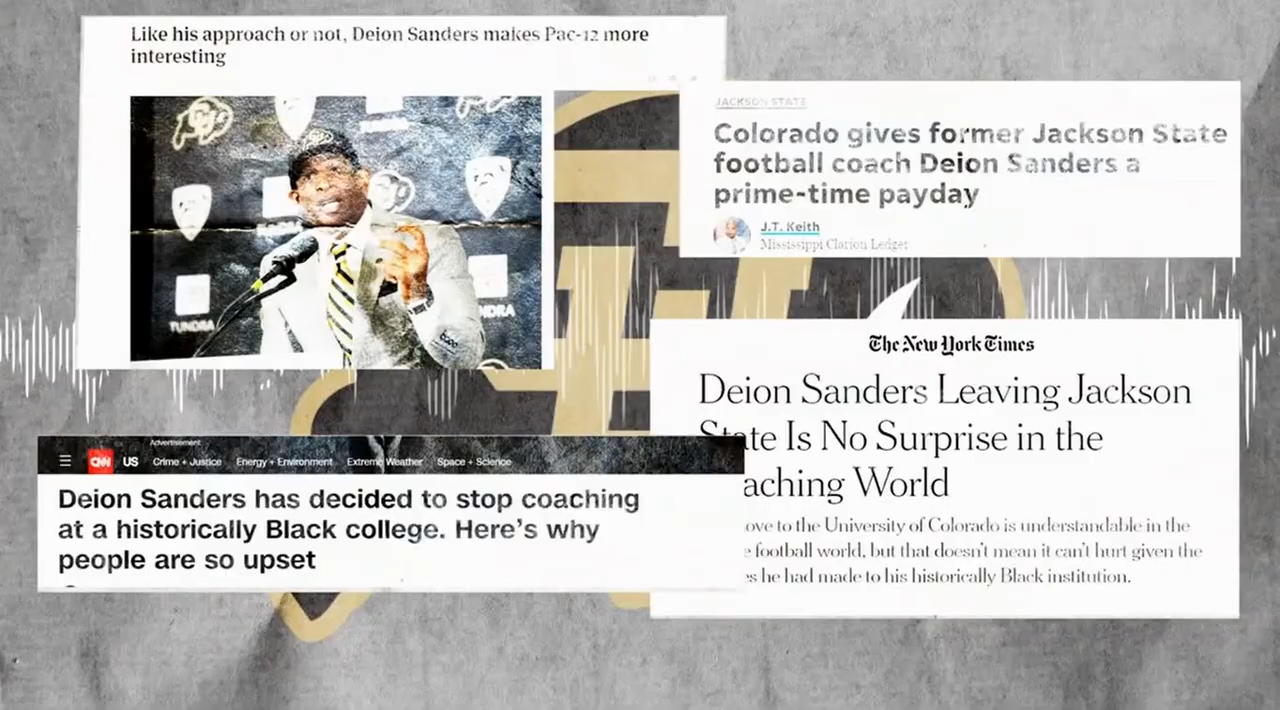 Like his approach or not, Deion Sanders makes Pac-12 more
interesting
TUNDRA
JACKSON STATE
Colorado gives former Jackson State
football coach Deion Sanders a
prime-time payday
J.T. Keith
Mississippi Clarion Ledger
The New York Times
Deion Sanders Leaving Jackson
State Is No Surprise in the
aching World
ove to the University of Colorado is understandable in the
e football world, but that doesn't mean it can't hurt given the
es he had made to his historically Black institution.
Advertisement
CNN US Crime + Justice Energy + Environment Extreme Weather Space + Science
Deion Sanders has decided to stop coaching
at a historically Black college. Here's why
people are so upset